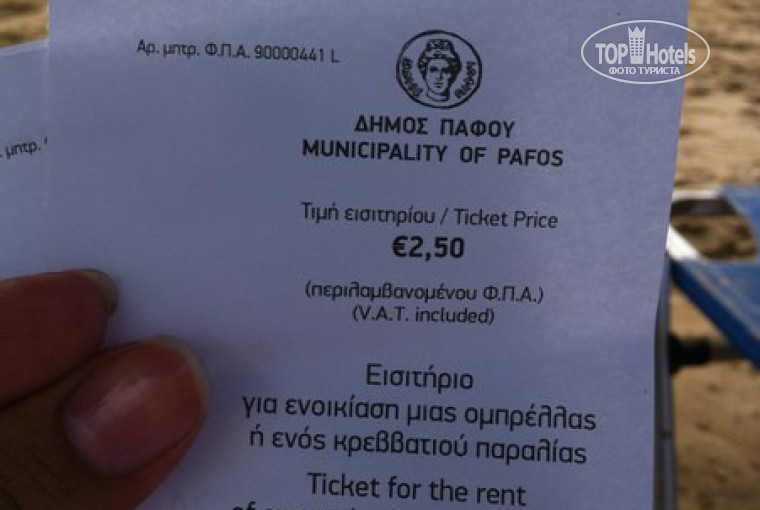 Αρ. μητρ. Φ.Π.Α. 90000441 L
TOP Hotels
ФОТО ТУРИСТА
ΔΗΜΟΣ ΠΑΦΟΥ
MUNICIPALITY OF PAFOS
μητρ.
Τιμή εισιτηρίου / Ticket Price
€2,50
(περιλαμβανομένου Φ.Π.Α.)
(V.A.T. included)
Εισιτήριο
για ενοικίαση μιας ομπρέλλας
ή ενός κρεββατιού παραλίας
Ticket for the rent